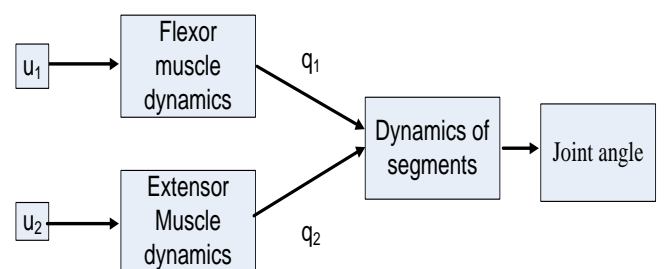 u₁
Flexor
muscle
dynamics
q₁
Dynamics of
segments
Joint angle
u₂
Extensor
Muscle
dynamics
q₂